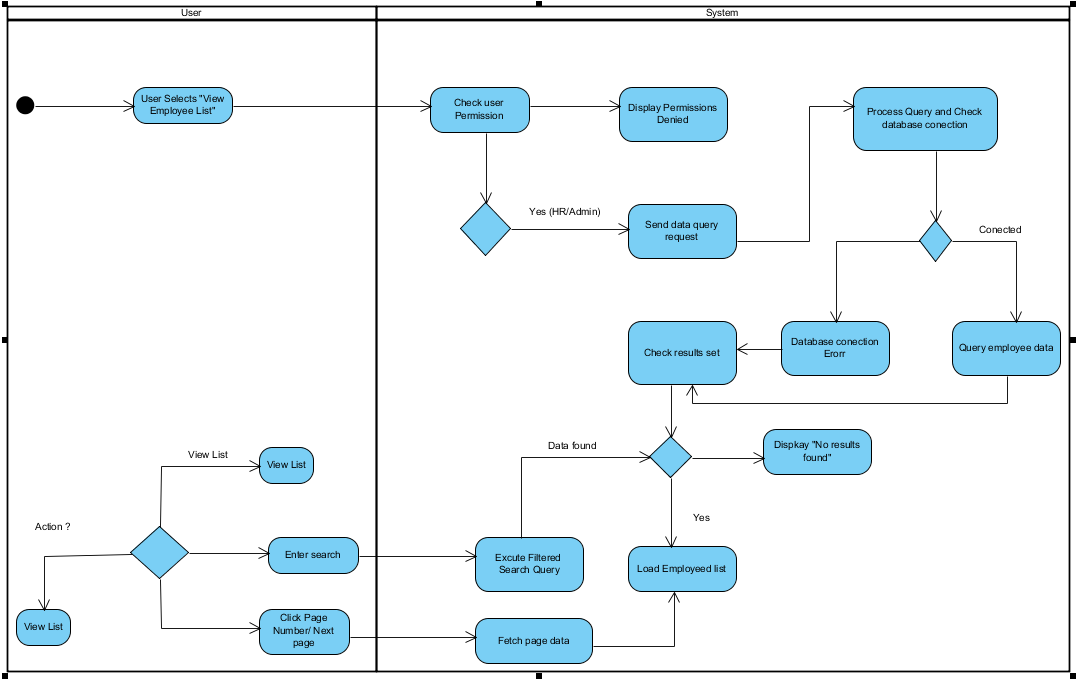 User
System
User Selects "View
Employee List"
Check user
Permission
Display Permissions
Denied
Process Query and Check
database conection
Yes (HR/Admin)
Send data query
request
Conected
Check results set
Database conection
Erorr
Query employee data
Data found
Dispkay "No results
found"
View List
View List
Action ?
Enter search
Excute Filtered
Search Query
Yes
Load Employeed list
View List
Click Page
Number/ Next
page
Fetch page data